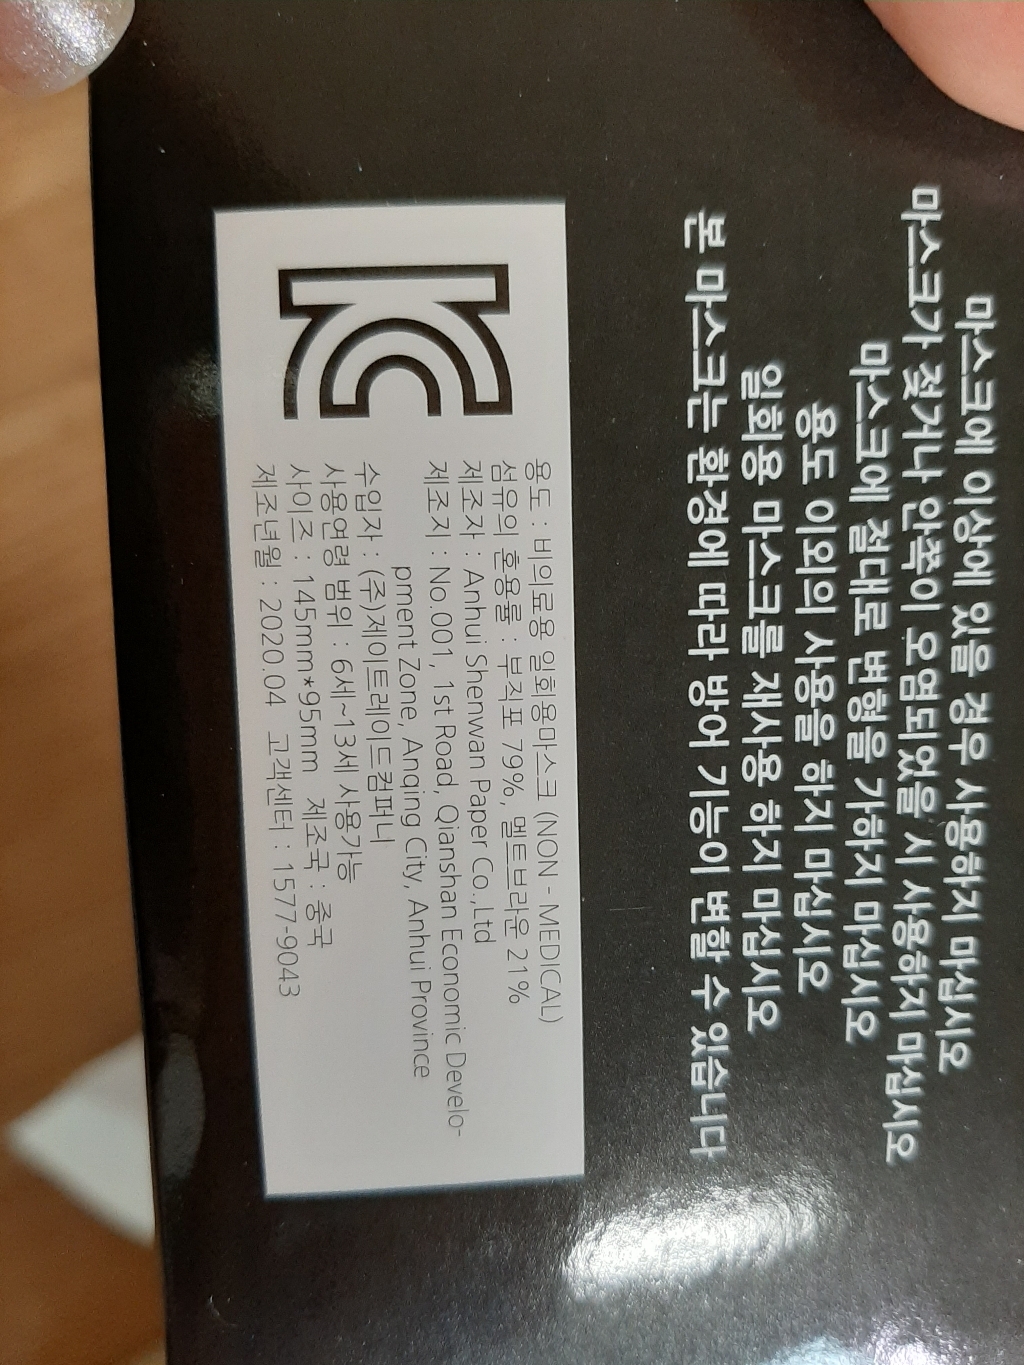 마스크에 이상에 있을 경우 사용하지 마십시오
마스크가 젖거나 안쪽이 오염되었을 시 사용하지 마십시오
마스크에 절대로 변형을 가하지 마십시오
용도 이외의 사용을 하지 마십시오
일회용 마스크를 재사용 하지 마십시오
본 마스크는 환경에 따라 방어 기능이 변할 수 있습니다
KC
용도 : 비의료용 일회용마스크 (NON - MEDICAL)
섬유의 혼용률 : 부직포 79%, 멜트브라운 21%
제조자 : Anhui Shenwan Paper Co.,Ltd
제조지 : No.001, 1st Road, Qianshan Economic Develo-
pment Zone, Anqing City, Anhui Province
수입자 : (주)제이트레이드컴퍼니
사용연령 범위 : 6세~13세 사용가능
사이즈 : 145mm*95mm 제조국 : 중국
제조년월 : 2020.04 고객센터 : 1577-9043